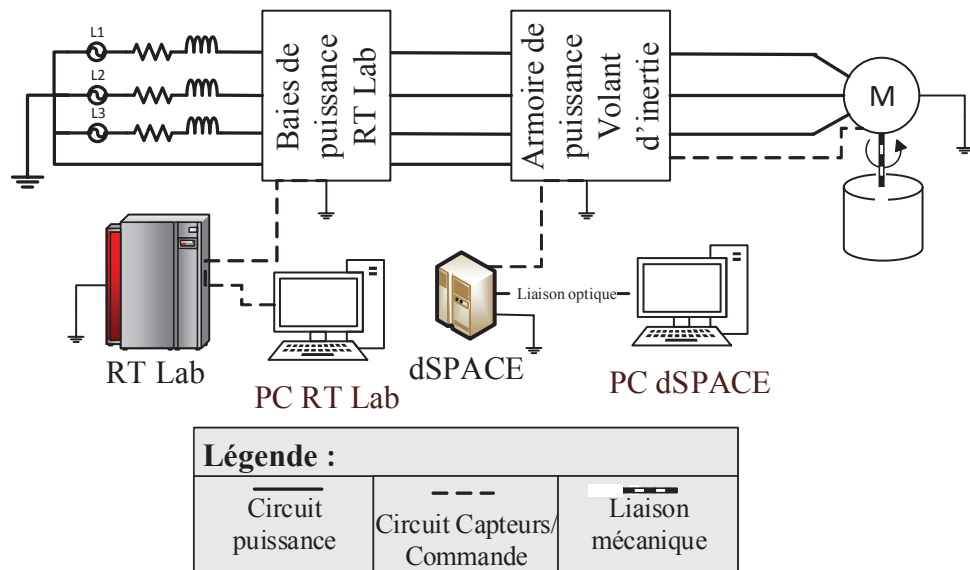 L1
L2
L3
Baies de
puissance
RT Lab
Armoire de
puissance
Volant
d’inertie
M
RT Lab
PC RT Lab
dSPACE
Liaison optique
PC dSPACE
Légende :
Circuit
puissance
Circuit Capteurs/
Commande
Liaison
mécanique